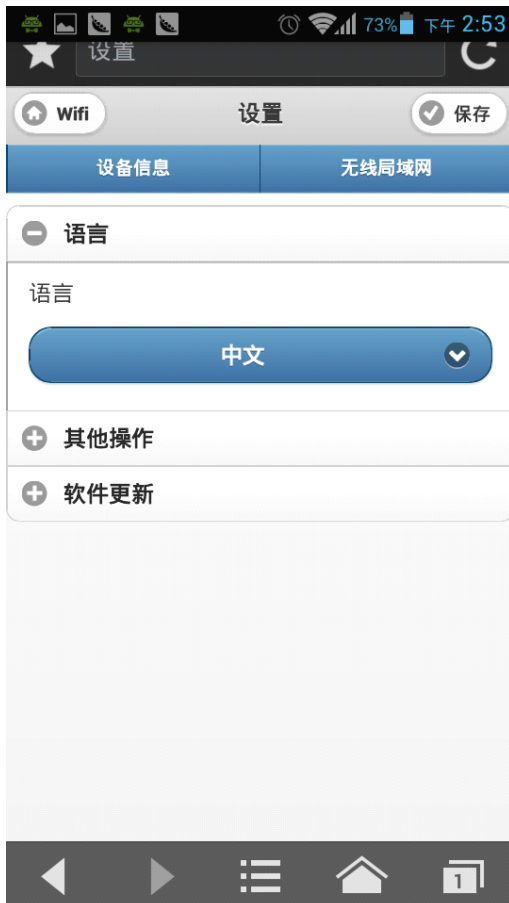 73% 下午 2:53
设置
Wifi 设置 保存
设备信息 无线局域网
语言
语言
中文
其他操作
软件更新
1